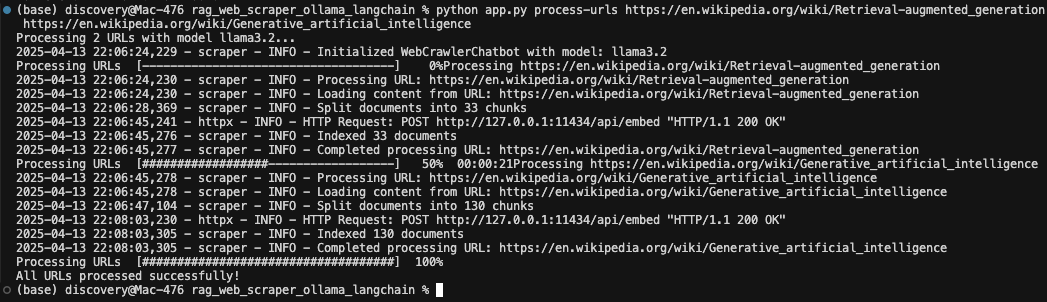 (base) discovery@Mac-476 rag_web_scraper_ollama_langchain % python app.py process-urls https://en.wikipedia.org/wiki/Retrieval-augmented_generation
https://en.wikipedia.org/wiki/Generative_artificial_intelligence
Processing 2 URLs with model llama3.2...
2025-04-13 22:06:24,229 - scraper - INFO - Initialized WebCrawlerChatbot with model: llama3.2
Processing URLs  [------------------------------------]    0%Processing https://en.wikipedia.org/wiki/Retrieval-augmented_generation
2025-04-13 22:06:24,230 - scraper - INFO - Processing URL: https://en.wikipedia.org/wiki/Retrieval-augmented_generation
2025-04-13 22:06:24,230 - scraper - INFO - Loading content from URL: https://en.wikipedia.org/wiki/Retrieval-augmented_generation
2025-04-13 22:06:28,369 - scraper - INFO - Split documents into 33 chunks
2025-04-13 22:06:45,241 - httpx - INFO - HTTP Request: POST http://127.0.0.1:11434/api/embed "HTTP/1.1 200 OK"
2025-04-13 22:06:45,276 - scraper - INFO - Indexed 33 documents
2025-04-13 22:06:45,277 - scraper - INFO - Completed processing URL: https://en.wikipedia.org/wiki/Retrieval-augmented_generation
Processing URLs  [##################------------------]   50%  00:00:21Processing https://en.wikipedia.org/wiki/Generative_artificial_intelligence
2025-04-13 22:06:45,278 - scraper - INFO - Processing URL: https://en.wikipedia.org/wiki/Generative_artificial_intelligence
2025-04-13 22:06:45,278 - scraper - INFO - Loading content from URL: https://en.wikipedia.org/wiki/Generative_artificial_intelligence
2025-04-13 22:06:47,104 - scraper - INFO - Split documents into 130 chunks
2025-04-13 22:08:03,230 - httpx - INFO - HTTP Request: POST http://127.0.0.1:11434/api/embed "HTTP/1.1 200 OK"
2025-04-13 22:08:03,305 - scraper - INFO - Indexed 130 documents
2025-04-13 22:08:03,305 - scraper - INFO - Completed processing URL: https://en.wikipedia.org/wiki/Generative_artificial_intelligence
Processing URLs  [####################################]  100%
All URLs processed successfully!
(base) discovery@Mac-476 rag_web_scraper_ollama_langchain %